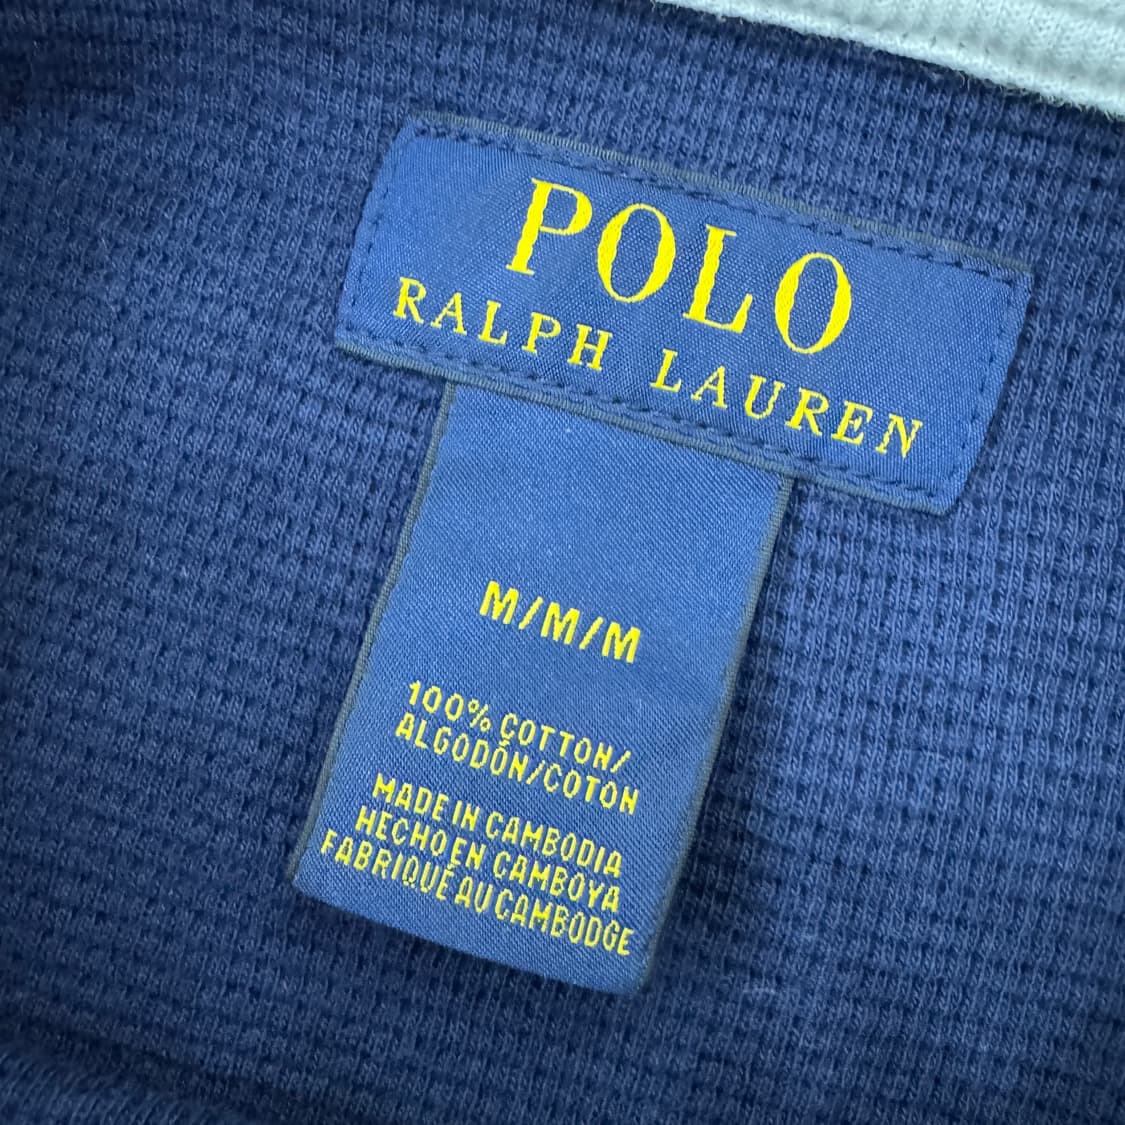 POLO
RALPH LAUREN
M/M/M
100% COTTON/
ALGODÓN/COTON
MADE IN CAMBODIA
HECHO EN CAMBOYA
FABRIQUÉ AU CAMBODGE